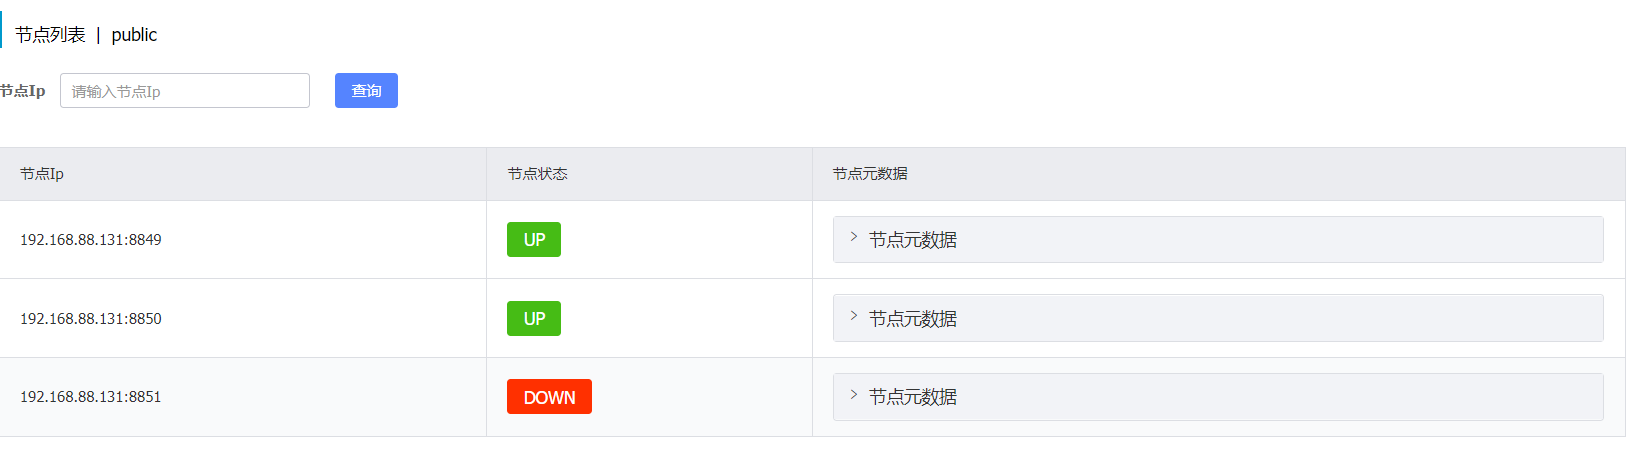 节点列表 | public
节点Ip 请输入节点Ip 查询
节点Ip 节点状态 节点元数据
192.168.88.131:8849 UP 节点元数据
192.168.88.131:8850 UP 节点元数据
192.168.88.131:8851 DOWN 节点元数据